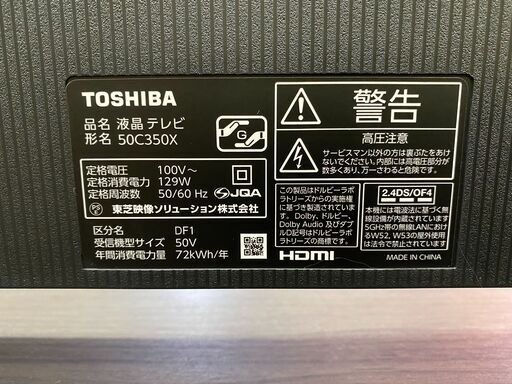 TOSHIBA
品名 液晶テレビ
形名 50C350X
定格電圧 100V～
定格消費電力 129W
定格周波数 50/60 Hz
JQA
東芝映像ソリューション株式会社
区分名 DF1
受信機型サイズ 50V
年間消費電力量 72kWh/年
G
警告
高圧注意
サービスマン以外の方は裏ぶたをあけ
ないでください。内部には高電圧部分が
数多くあり、万一さわると危険です。
この製品はドルビーラボ
ラトリーズからの実施権
に基づき製造されていま
す。Dolby、ドルビー、
Dolby Audio 及びダブ
ルD記号はドルビーラボ
ラトリーズの商標です。
HDMI
2.4DS/OF4
本機には電波法に基づく無
線設備が内蔵されています
5GHz帯の無線LANにおけ
るW52、W53の屋外使用
は法令で禁止されています
MADE IN CHINA